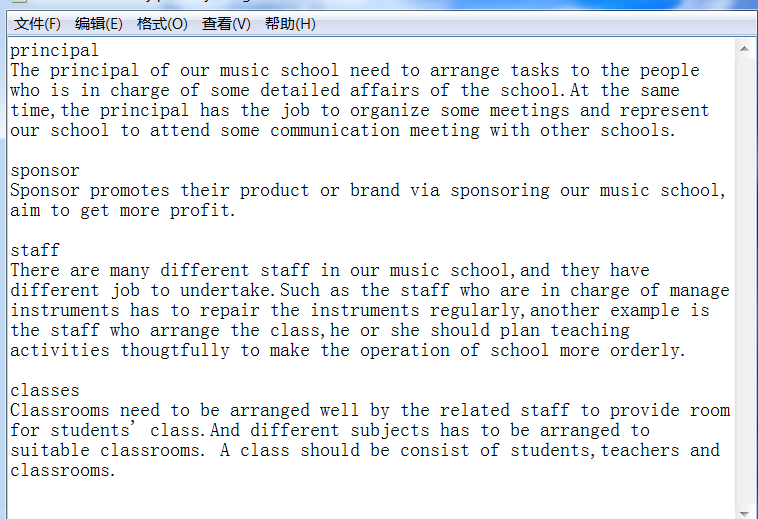 文件(F) 编辑(E) 格式(O) 查看(V) 帮助(H)
principal
The principal of our music school need to arrange tasks to the people
who is in charge of some detailed affairs of the school.At the same
time,the principal has the job to organize some meetings and represent
our school to attend some communication meeting with other schools.
sponsor
Sponsor promotes their product or brand via sponsoring our music school,
aim to get more profit.
staff
There are many different staff in our music school,and they have
different job to undertake.Such as the staff who are in charge of manage
instruments has to repair the instruments regularly,another example is
the staff who arrange the class,he or she should plan teaching
activities thougtfully to make the operation of school more orderly.
classes
Classrooms need to be arranged well by the related staff to provide room
for students' class.And different subjects has to be arranged to
suitable classrooms. A class should be consist of students,teachers and
classrooms.